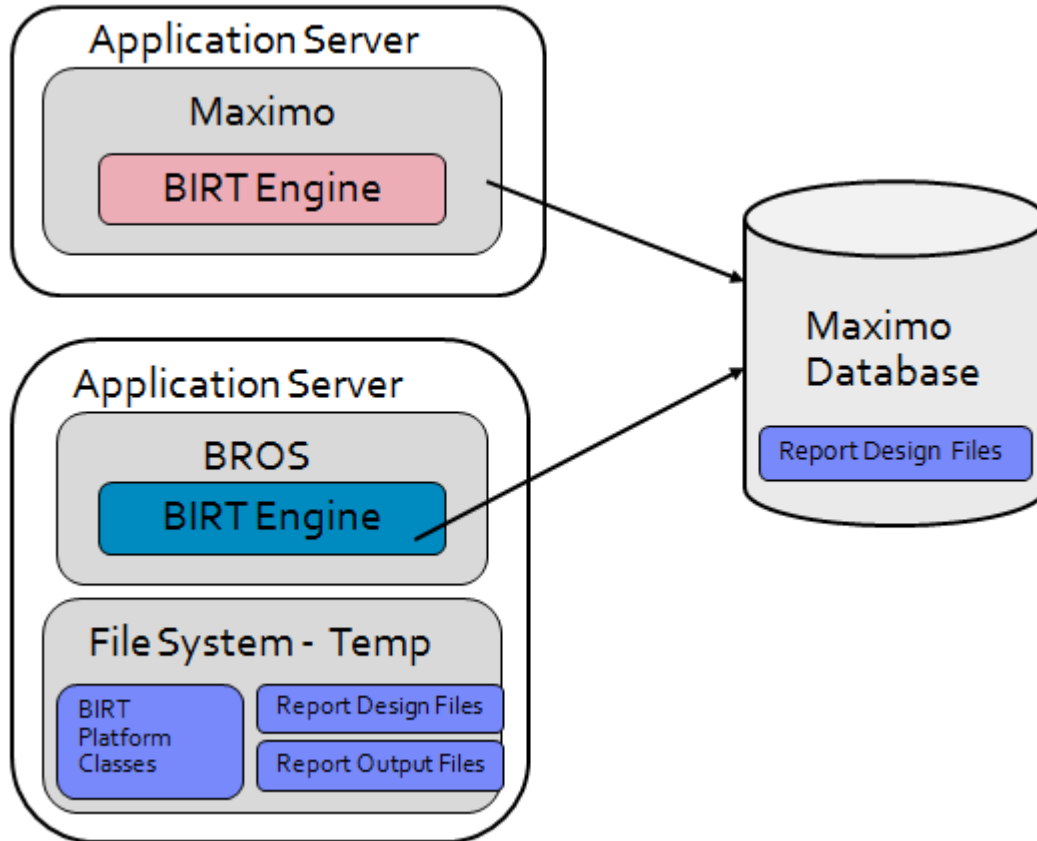 Application Server
Maximo
BIRT Engine
Maximo
Database
Report Design Files
Application Server
BROS
BIRT Engine
File System - Temp
BIRT
Platform
Classes
Report Design Files
Report Output Files